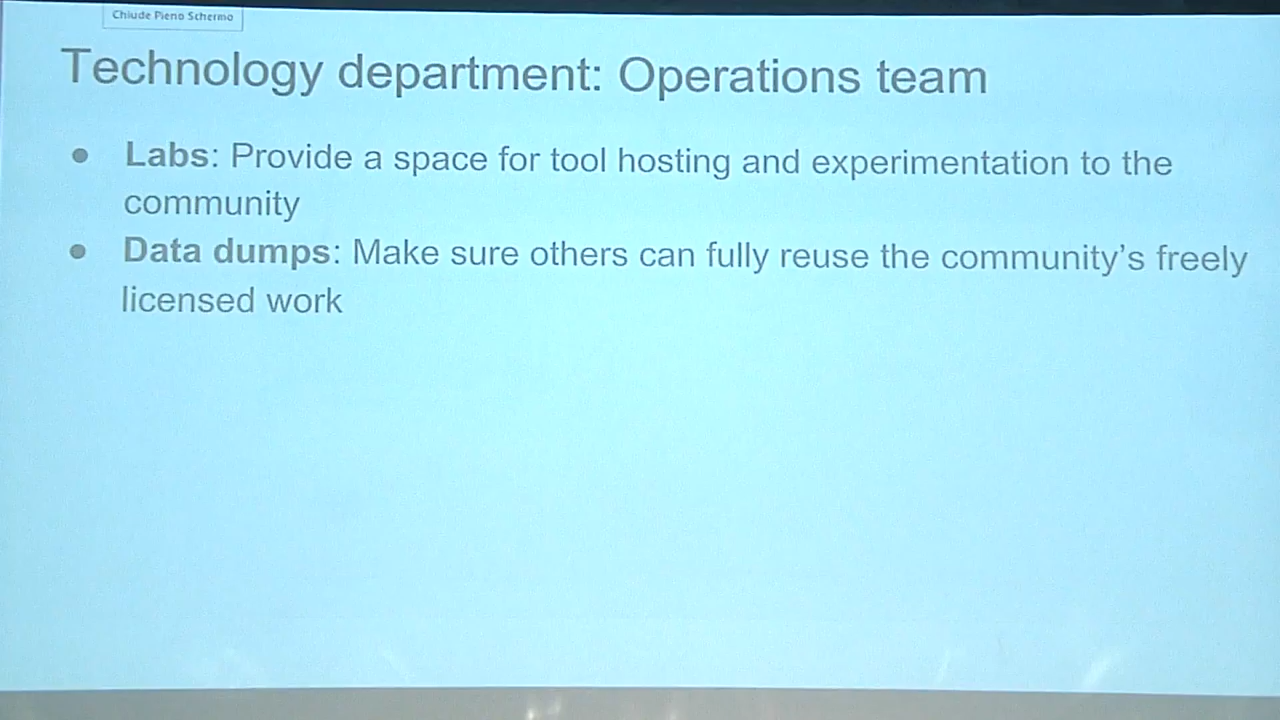 Chiude Pieno Schermo
Technology department: Operations team
● Labs: Provide a space for tool hosting and experimentation to the
community
● Data dumps: Make sure others can fully reuse the community's freely
licensed work